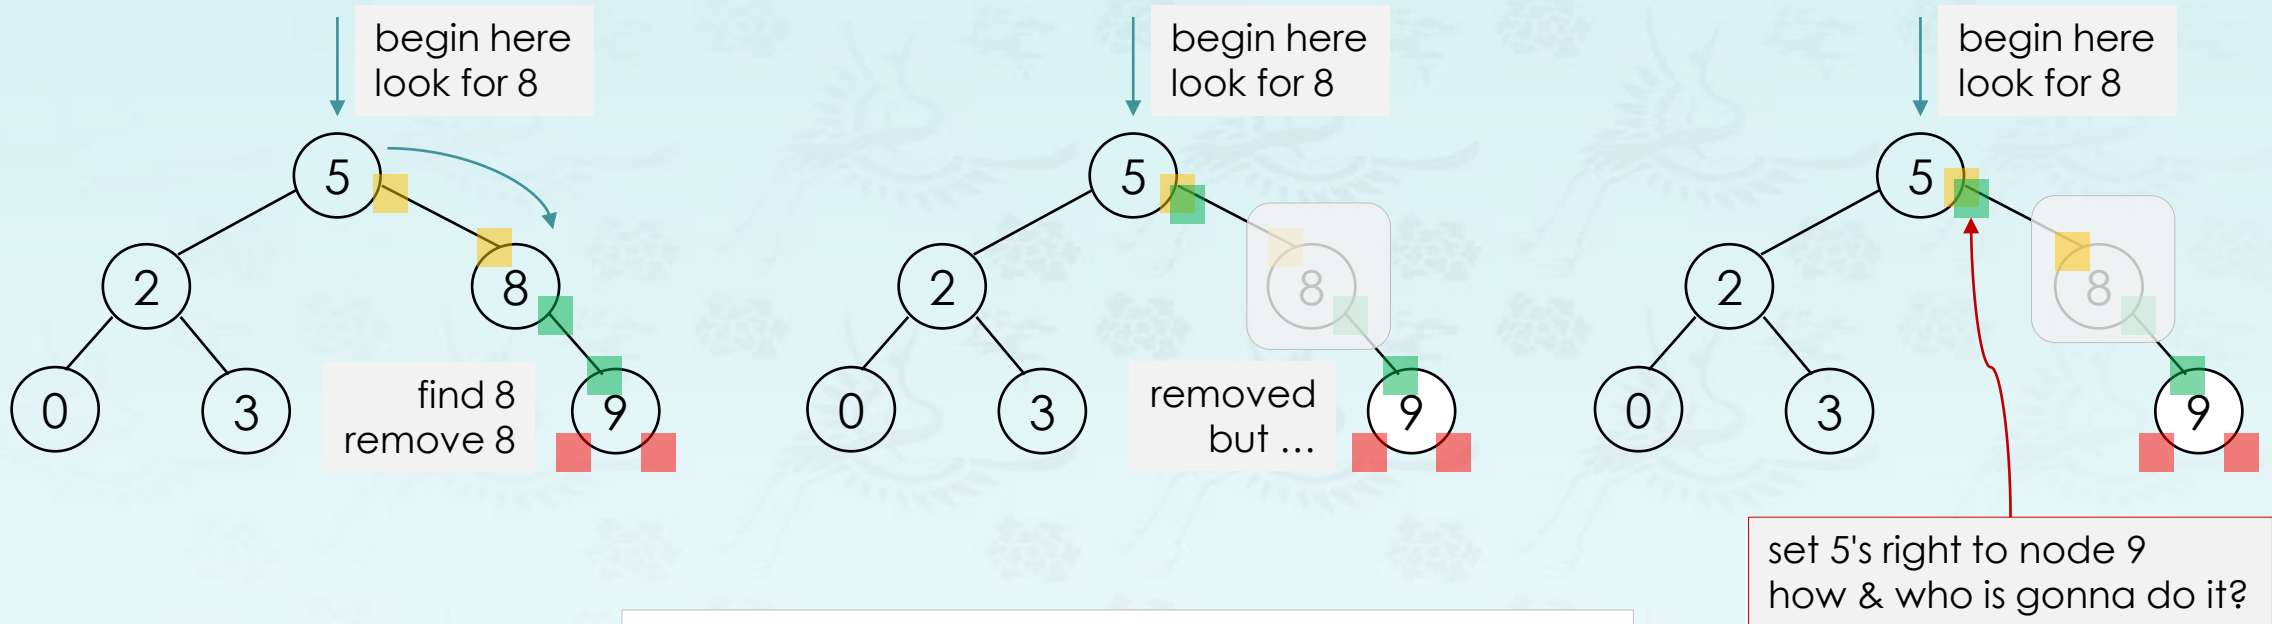 begin here
look for 8
5
2
8
0
3
9
find 8
remove 8
begin here
look for 8
5
2
8
0
3
9
removed
but ...
begin here
look for 8
5
2
8
0
3
9
set 5's right to node 9
how & who is gonna do it?